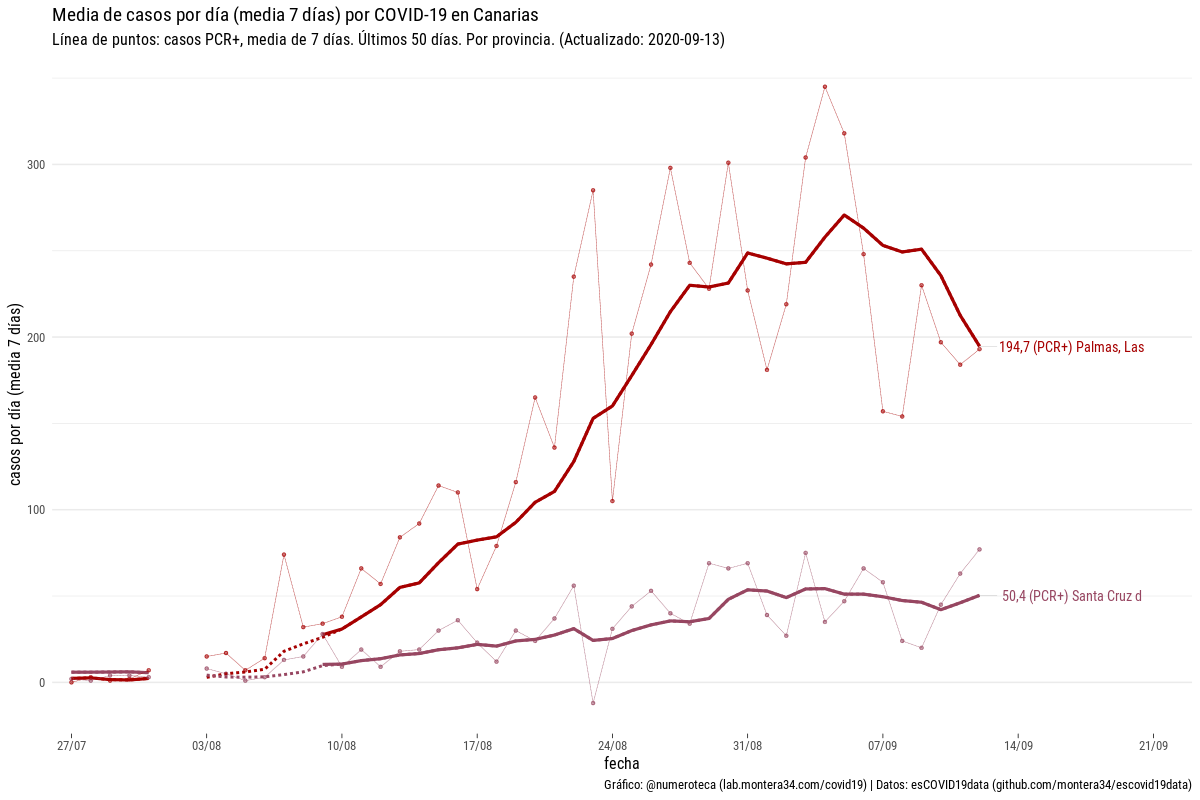 Media de casos por día (media 7 días) por COVID-19 en Canarias
Línea de puntos: casos PCR+, media de 7 días. Últimos 50 días. Por provincia. (Actualizado: 2020-09-13)
casos por día (media 7 días)
300
200
100
0
194,7 (PCR+) Palmas, Las
50,4 (PCR+) Santa Cruz d
27/07 03/08 10/08 17/08 24/08 31/08 07/09 14/09 21/09
fecha
Gráfico: @numeroteca (lab.montera34.com/covid19) | Datos: esCOVID19data (github.com/montera34/escovid19data)